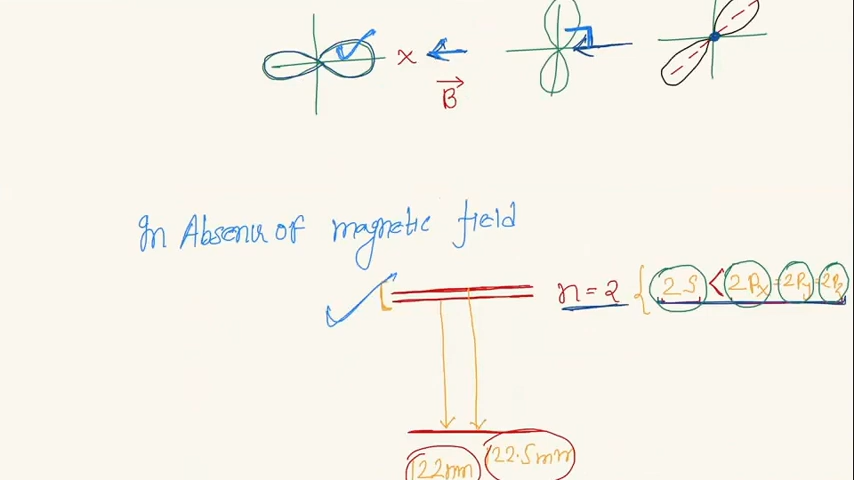 x
B
In Absence of magnetic field
n=2 { 2S < 2Px = 2Py = 2Pz
122nm 122.5nm